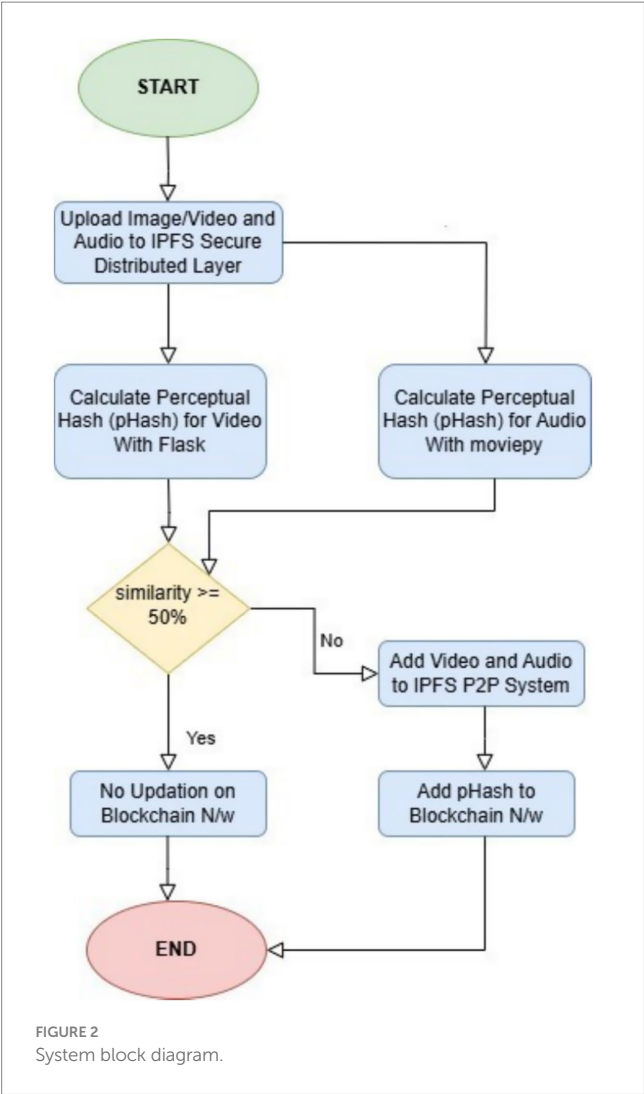 START
Upload Image/Video and
Audio to IPFS Secure
Distributed Layer
Calculate Perceptual
Hash (pHash) for Video
With Flask
Calculate Perceptual
Hash (pHash) for Audio
With moviepy
similarity >=
50%
No
Add Video and Audio
to IPFS P2P System
Yes
No Updation on
Blockchain N/w
Add pHash to
Blockchain N/w
END
FIGURE 2
System block diagram.